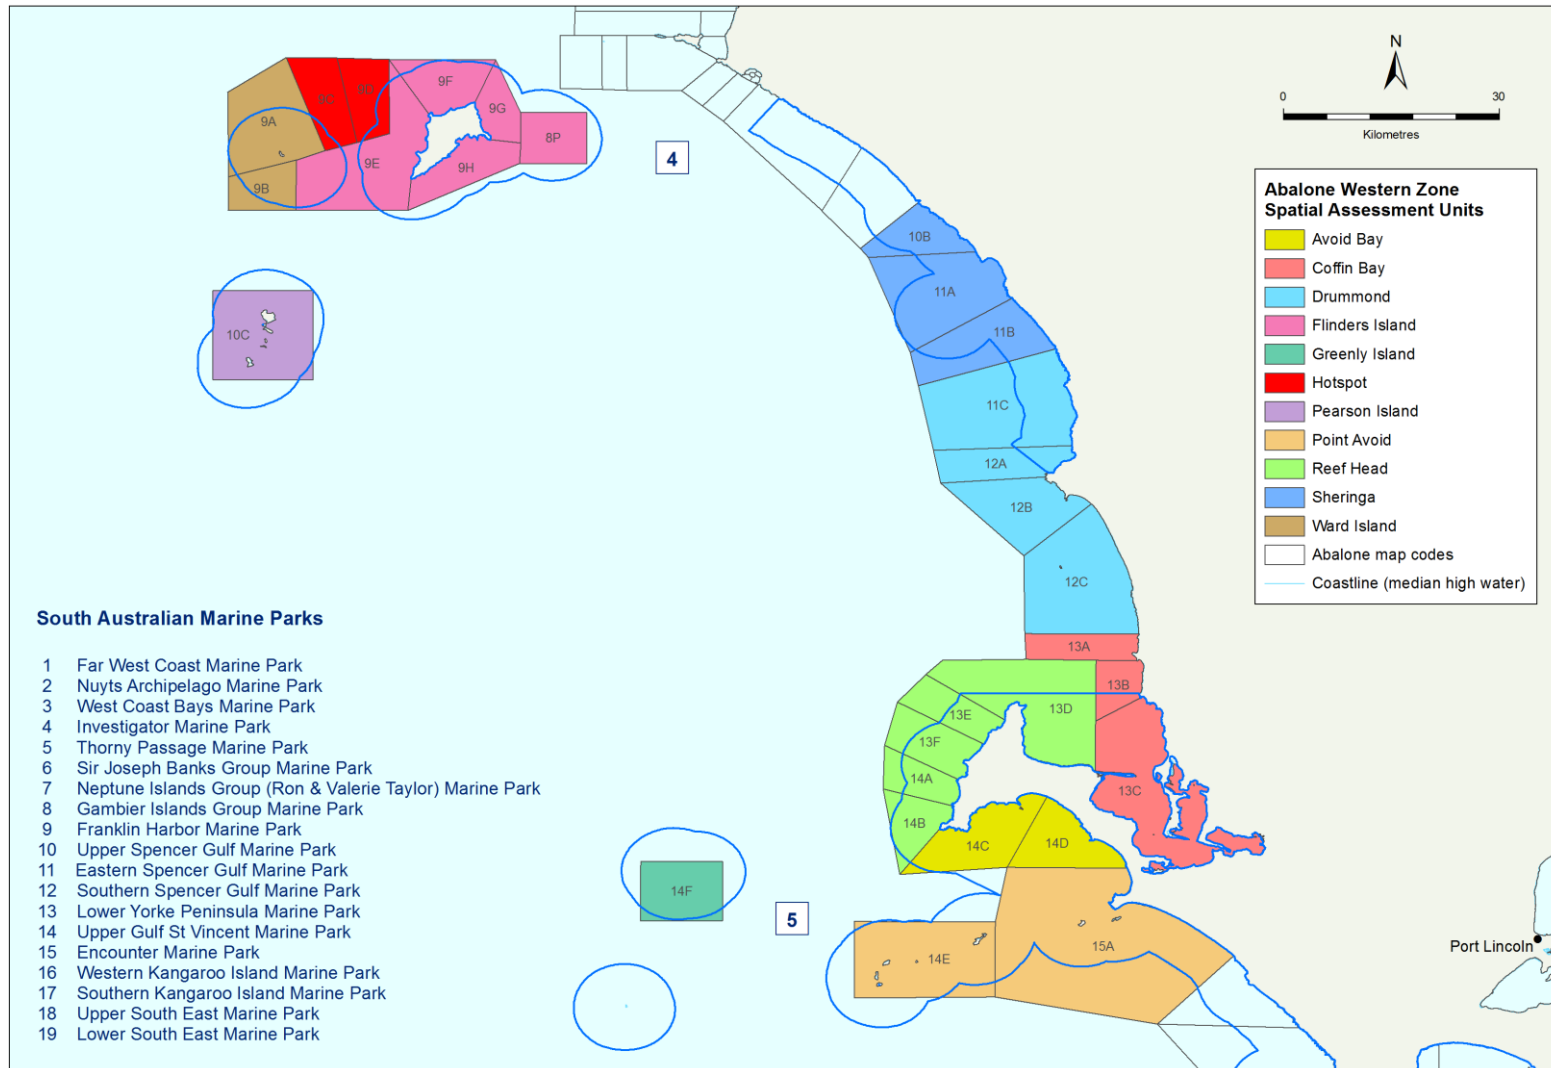 N
0
30
Kilometres
9C
9D
9F
9A
9G
8P
9E
9H
9B
4
10B
11A
11B
10C
11C
12A
12B
12C
13A
13B
13D
13E
13F
14A
13C
14B
14C
14D
14F
5
14E
15A
Port Lincoln
Abalone Western Zone
Spatial Assessment Units
Avoid Bay
Coffin Bay
Drummond
Flinders Island
Greenly Island
Hotspot
Pearson Island
Point Avoid
Reef Head
Sheringa
Ward Island
Abalone map codes
Coastline (median high water)
South Australian Marine Parks
1 Far West Coast Marine Park
2 Nuyts Archipelago Marine Park
3 West Coast Bays Marine Park
4 Investigator Marine Park
5 Thorny Passage Marine Park
6 Sir Joseph Banks Group Marine Park
7 Neptune Islands Group (Ron & Valerie Taylor) Marine Park
8 Gambier Islands Group Marine Park
9 Franklin Harbor Marine Park
10 Upper Spencer Gulf Marine Park
11 Eastern Spencer Gulf Marine Park
12 Southern Spencer Gulf Marine Park
13 Lower Yorke Peninsula Marine Park
14 Upper Gulf St Vincent Marine Park
15 Encounter Marine Park
16 Western Kangaroo Island Marine Park
17 Southern Kangaroo Island Marine Park
18 Upper South East Marine Park
19 Lower South East Marine Park